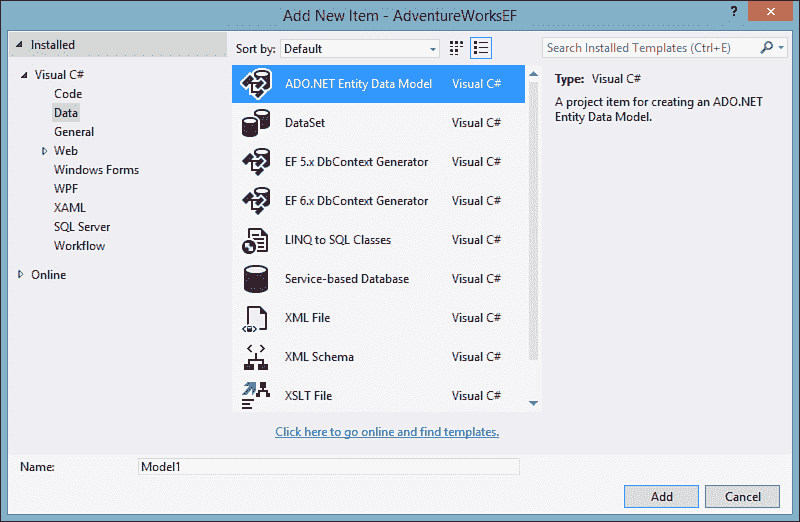 Add New Item - AdventureWorksEF
?
Installed
Sort by:
Default
Search Installed Templates (Ctrl+E)
Visual C#
Code
Data
General
Web
Windows Forms
WPF
XAML
SQL Server
Workflow
Online
ADO.NET Entity Data Model Visual C#
DataSet Visual C#
EF 5.x DbContext Generator Visual C#
EF 6.x DbContext Generator Visual C#
LINQ to SQL Classes Visual C#
Service-based Database Visual C#
XML File Visual C#
XML Schema Visual C#
XSLT File Visual C#
Type: Visual C#
A project item for creating an ADO.NET
Entity Data Model.
Click here to go online and find templates.
Name:
Model1
Add
Cancel